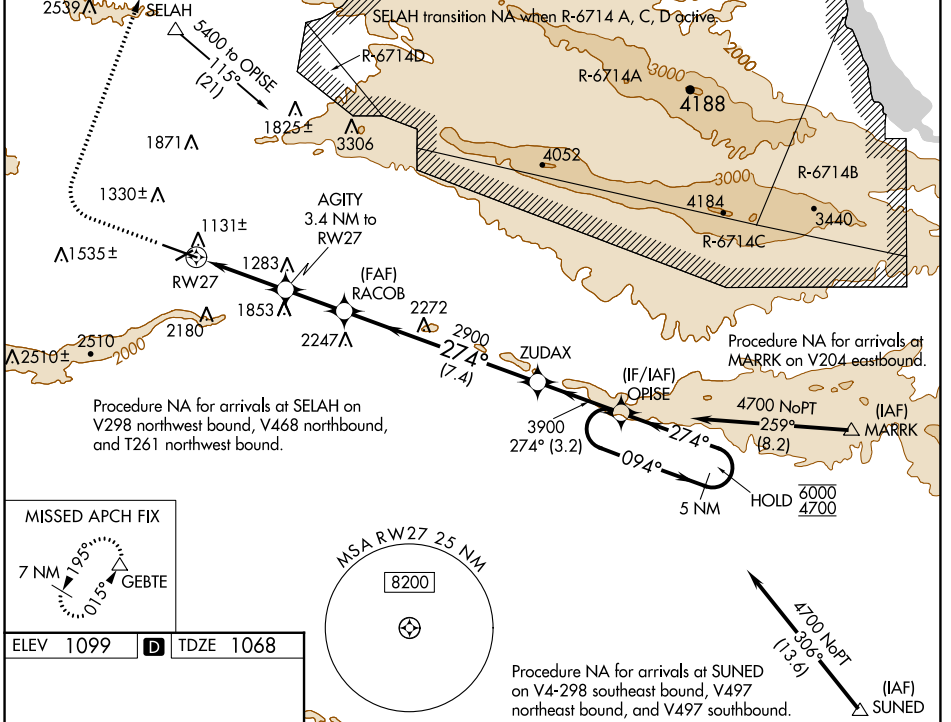 2539
SELAH
SELAH transition NA when R-6714 A, C, D active.
5400 to OPISE
115°
(21)
R-6714D
2000
R-6714A
3000
4188
1825±
3306
1871
4052
3000
R-6714B
1330±
4184
3440
R-6714C
AGITY
3.4 NM to
RW27
1131±
1535±
RW27
1283
(FAF)
RACOB
1853
2180
2247
2272
2900
274°
(7.4)
ZUDAX
Procedure NA for arrivals at
MARRK on V204 eastbound.
2510
2510±
2000
(IF/IAF)
OPISE
3900
274° (3.2)
4700 NoPT
259°
(8.2)
(IAF)
MARRK
274°
094°
5 NM
HOLD
6000
4700
Procedure NA for arrivals at SELAH on
V298 northwest bound, V468 northbound,
and T261 northwest bound.
MISSED APCH FIX
7 NM
195°
015°
GEBTE
MSA RW27 25 NM
8200
4700 NoPT
306°
(13.6)
(IAF)
SUNED
ELEV 1099
D
TDZE 1068
Procedure NA for arrivals at SUNED
on V4-298 southeast bound, V497
northeast bound, and V497 southbound.